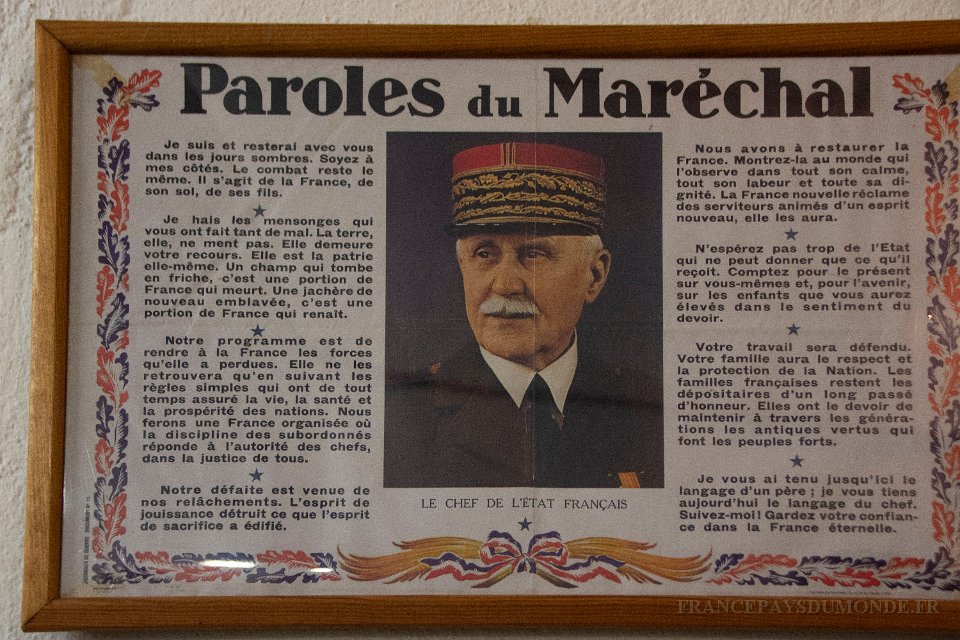 Paroles du Maréchal
Je suis et resterai avec vous
dans les jours sombres. Soyez à
mes côtés. Le combat reste le
même. Il s'agit de la France, de
son sol, de ses fils.
Je hais les mensonges qui
vous ont fait tant de mal. La terre,
elle, ne ment pas. Elle demeure
votre recours. Elle est la patrie
elle-même. Un champ qui tombe
en friche, c'est une portion de
France qui meurt. Une jachère de
nouveau emblavée, c'est une
portion de France qui renaît.
Notre programme est de
rendre à la France les forces
qu'elle a perdues. Elle ne les
retrouvera qu'en suivant les
règles simples qui ont de tout
temps assuré la vie, la santé et
la prospérité des nations. Nous
ferons une France organisée où
la discipline des subordonnés
réponde à l'autorité des chefs,
dans la justice de tous.
Notre défaite est venue de
nos relâchements. L'esprit de
jouissance détruit ce que l'esprit
de sacrifice a édifié.
LE CHEF DE L'ÉTAT FRANÇAIS
Nous avons à restaurer la
France. Montrez-la au monde qui
l'observe dans tout son calme,
tout son labeur et toute sa di-
gnité. La France nouvelle réclame
des serviteurs animés d'un esprit
nouveau, elle les aura.
N'espérez pas trop de l'Etat
qui ne peut donner que ce qu'il
reçoit. Comptez pour le présent
sur vous-mêmes et, pour l'avenir,
sur les enfants que vous aurez
élevés dans le sentiment du
devoir.
Votre travail sera défendu.
Votre famille aura le respect et
la protection de la Nation. Les
familles françaises restent les
dépositaires d'un long passé
d'honneur. Elles ont le devoir de
maintenir à travers les généra-
tions les antiques vertus qui
font les peuples forts.
Je vous ai tenu jusqu'ici le
langage d'un père ; je vous tiens
aujourd'hui le langage du chef.
Suivez-moi ! Gardez votre confian-
ce dans la France éternelle.
FRANCEPAYSDUMONDE.FR